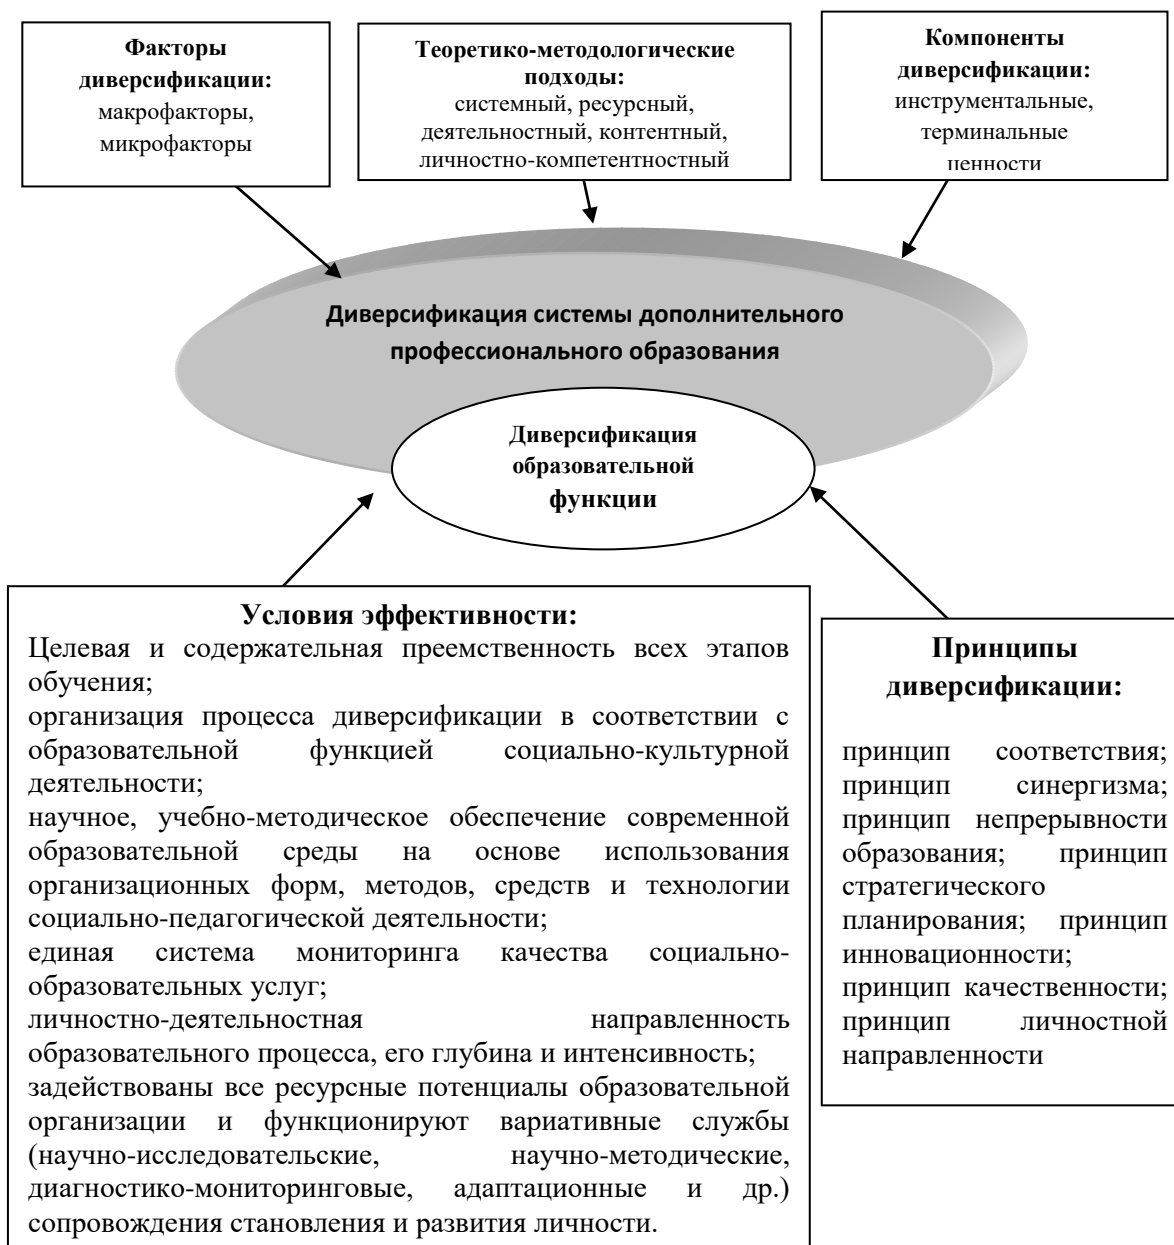 Факторы
диверсификации:
макрофакторы,
микрофакторы
Теоретико-методологические
подходы:
системный, ресурсный,
деятельностный, контентный,
личностно-компетентностный
Компоненты
диверсификации:
инструментальные,
терминальные
ценности
Диверсификация системы дополнительного
профессионального образования
Диверсификация
образовательной
функции
Условия эффективности:
Целевая и содержательная преемственность всех этапов
обучения;
организация процесса диверсификации в соответствии с
образовательной функцией социально-культурной
деятельности;
научное, учебно-методическое обеспечение современной
образовательной среды на основе использования
организационных форм, методов, средств и технологии
социально-педагогической деятельности;
единая система мониторинга качества социально-
образовательных услуг;
личностно-деятельностная направленность
образовательного процесса, его глубина и интенсивность;
задействованы все ресурсные потенциалы образовательной
организации и функционируют вариативные службы
(научно-исследовательские, научно-методические,
диагностико-мониторинговые, адаптационные и др.)
сопровождения становления и развития личности.
Принципы
диверсификации:
принцип соответствия;
принцип синергизма;
принцип непрерывности
образования; принцип
стратегического
планирования; принцип
инновационности;
принцип качественности;
принцип личностной
направленности